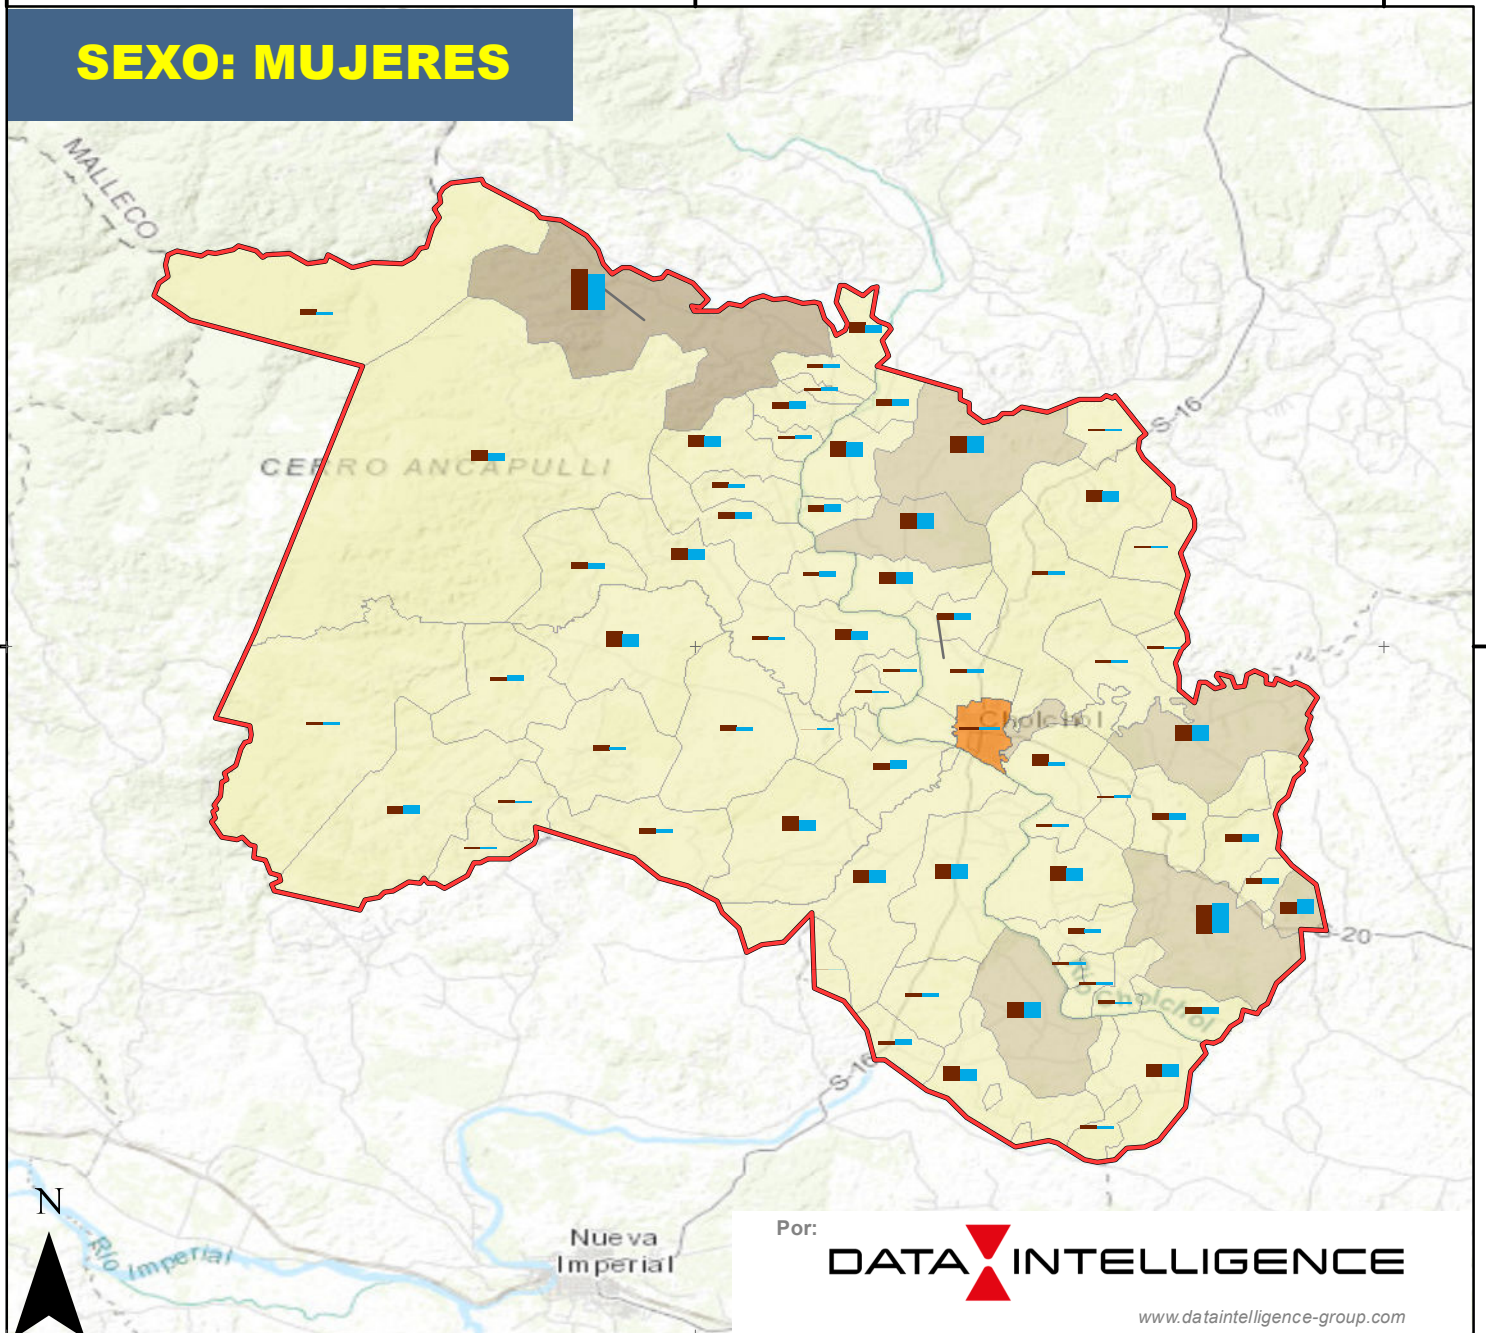 SEXO: MUJERES
MALLECO
S-16
CERRO ANCAPULLI
Cholchol
S-20
Río Cholchol
S-16
N
Río Imperial
Nueva
Imperial
Por:
DATA INTELLIGENCE
www.dataintelligence-group.com